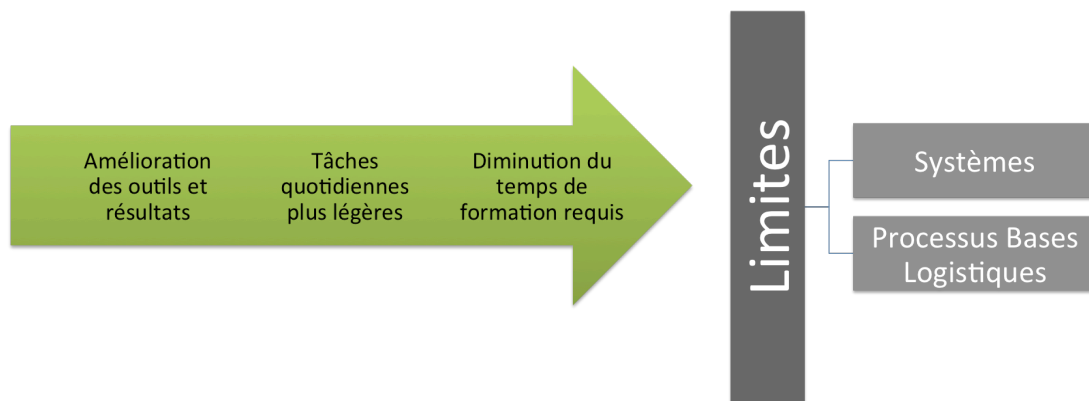 Amélioration
des outils et
résultats
Tâches
quotidiennes
plus légères
Diminution du
temps de
formation requis
Limites
Systèmes
Processus Bases
Logistiques